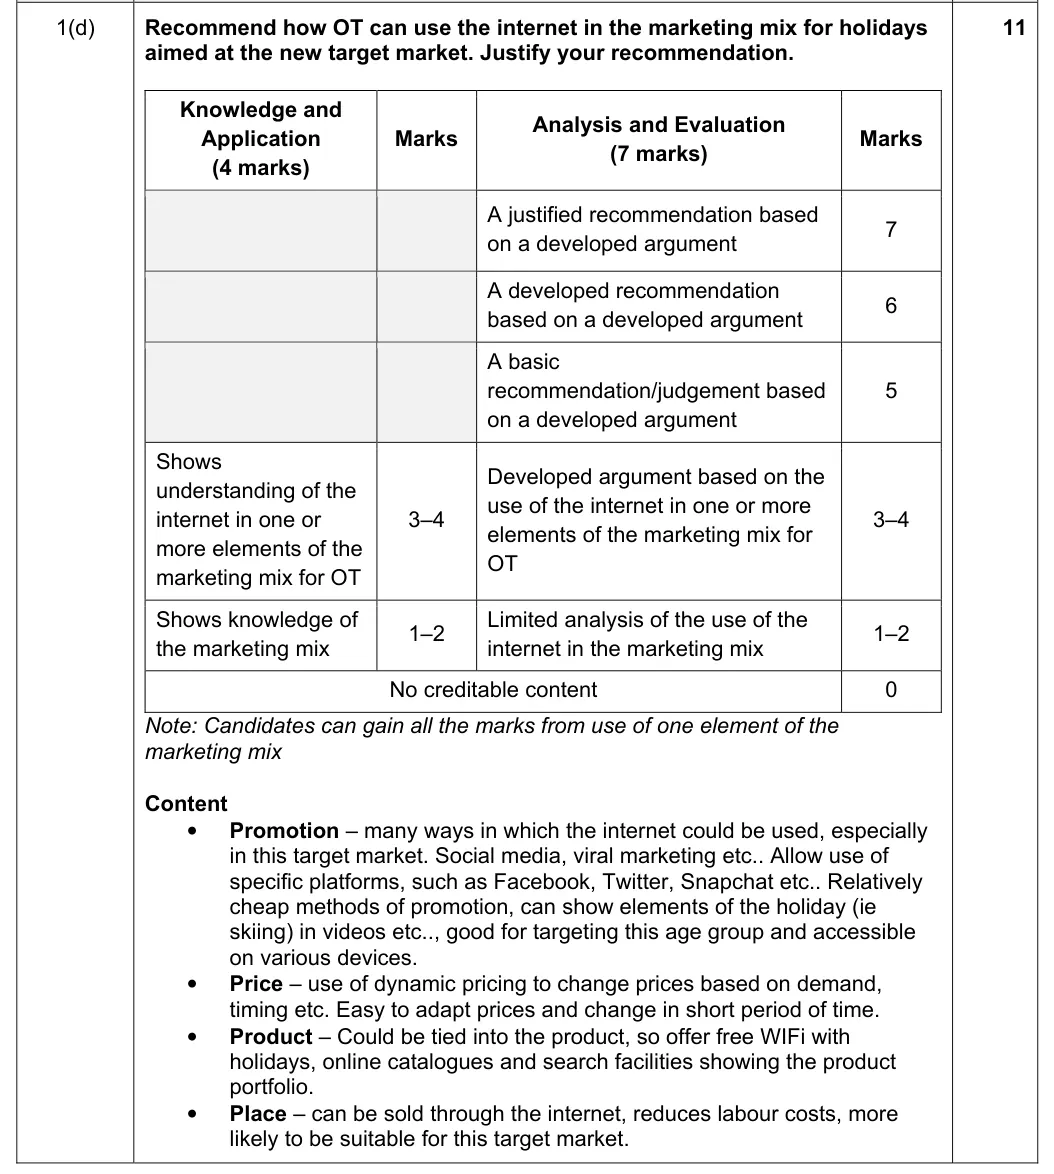 1(d)
Recommend how OT can use the internet in the marketing mix for holidays
aimed at the new target market. Justify your recommendation.
11
Knowledge and
Application
(4 marks)
Marks
Analysis and Evaluation
(7 marks)
Marks
A justified recommendation based
on a developed argument
7
A developed recommendation
based on a developed argument
6
A basic
recommendation/judgement based
on a developed argument
5
Shows
understanding of the
internet in one or
more elements of the
marketing mix for OT
3–4
Developed argument based on the
use of the internet in one or more
elements of the marketing mix for
OT
3–4
Shows knowledge of
the marketing mix
1–2
Limited analysis of the use of the
internet in the marketing mix
1–2
No creditable content
0
Note: Candidates can gain all the marks from use of one element of the
marketing mix
Content
• Promotion – many ways in which the internet could be used, especially
in this target market. Social media, viral marketing etc.. Allow use of
specific platforms, such as Facebook, Twitter, Snapchat etc.. Relatively
cheap methods of promotion, can show elements of the holiday (ie
skiing) in videos etc.., good for targeting this age group and accessible
on various devices.
• Price – use of dynamic pricing to change prices based on demand,
timing etc. Easy to adapt prices and change in short period of time.
• Product – Could be tied into the product, so offer free WIFi with
holidays, online catalogues and search facilities showing the product
portfolio.
• Place – can be sold through the internet, reduces labour costs, more
likely to be suitable for this target market.